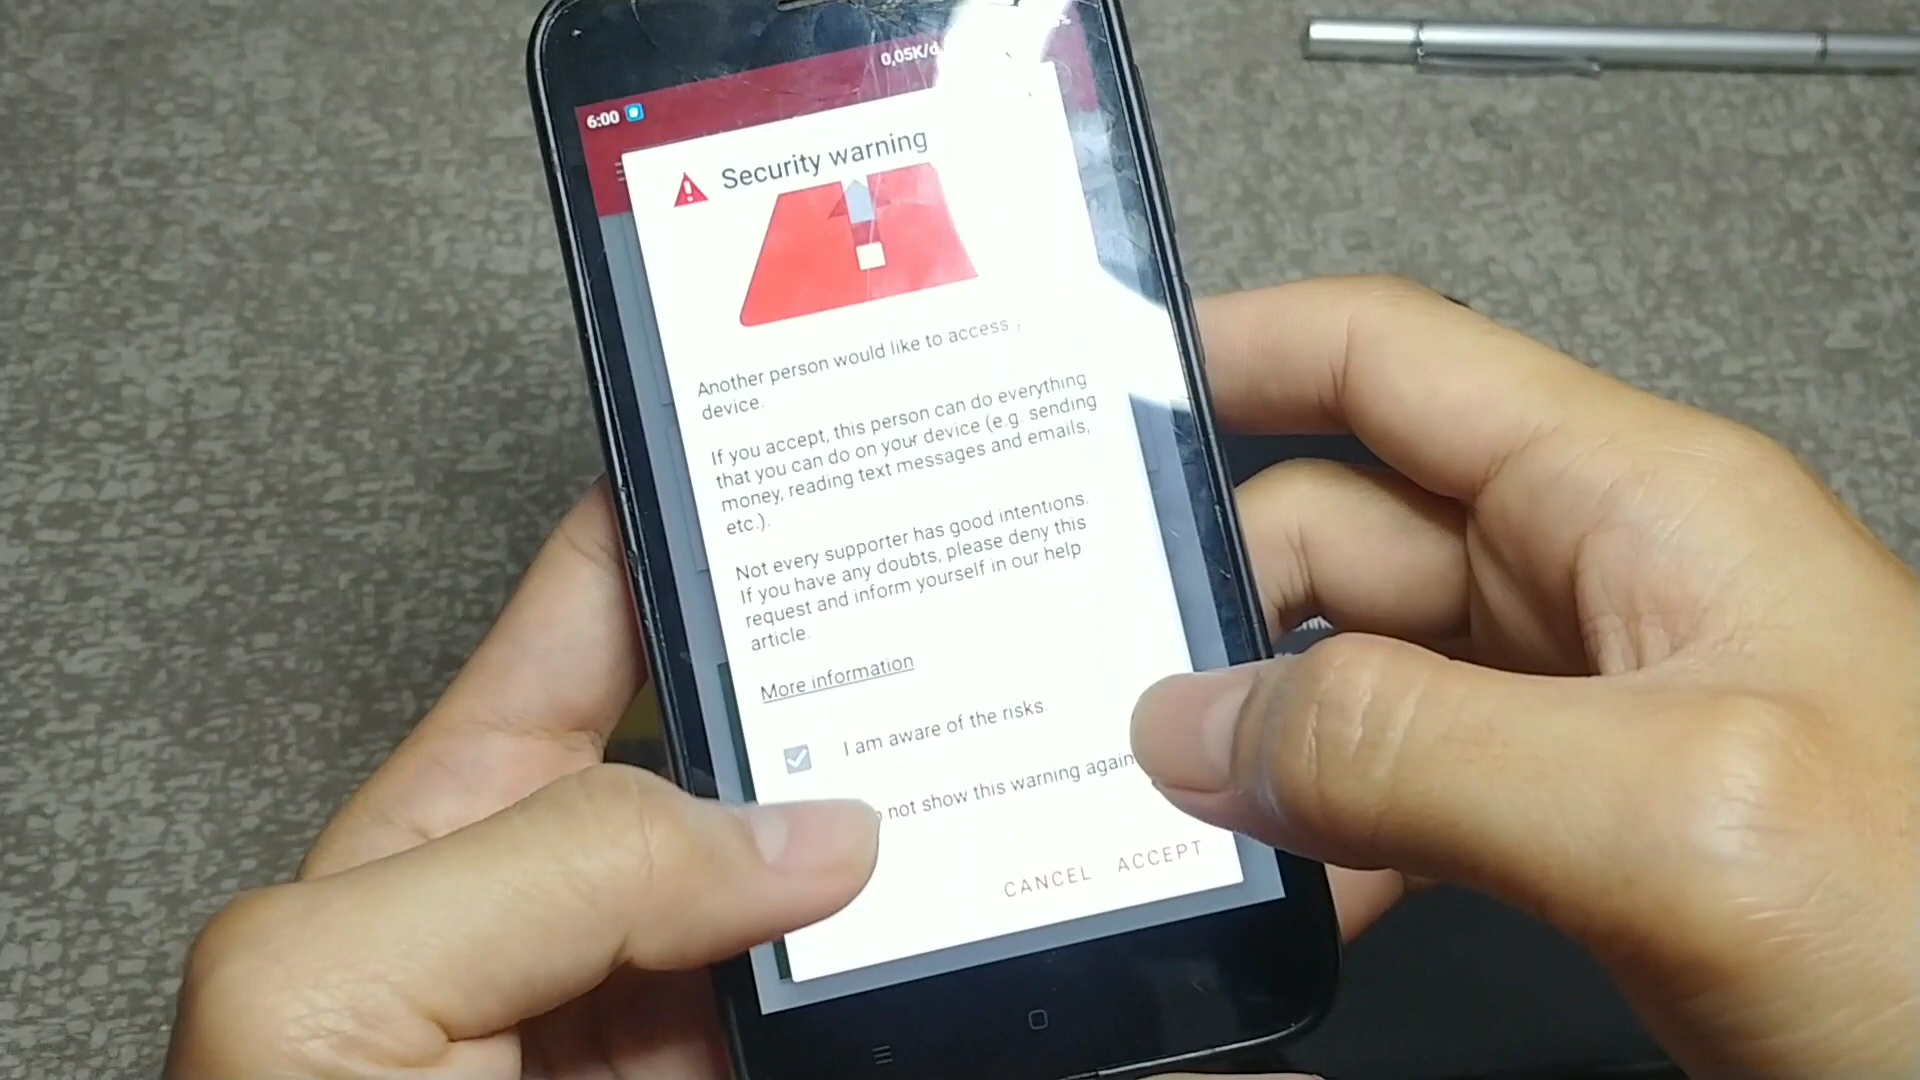 0,05K/d
6:00
Security warning
Another person would like to access
device.
If you accept, this person can do everything
that you can do on your device (e.g. sending
money, reading text messages and emails,
etc.).
Not every supporter has good intentions.
If you have any doubts, please deny this
request and inform yourself in our help
article.
More information
I am aware of the risks.
not show this warning again
CANCEL ACCEPT